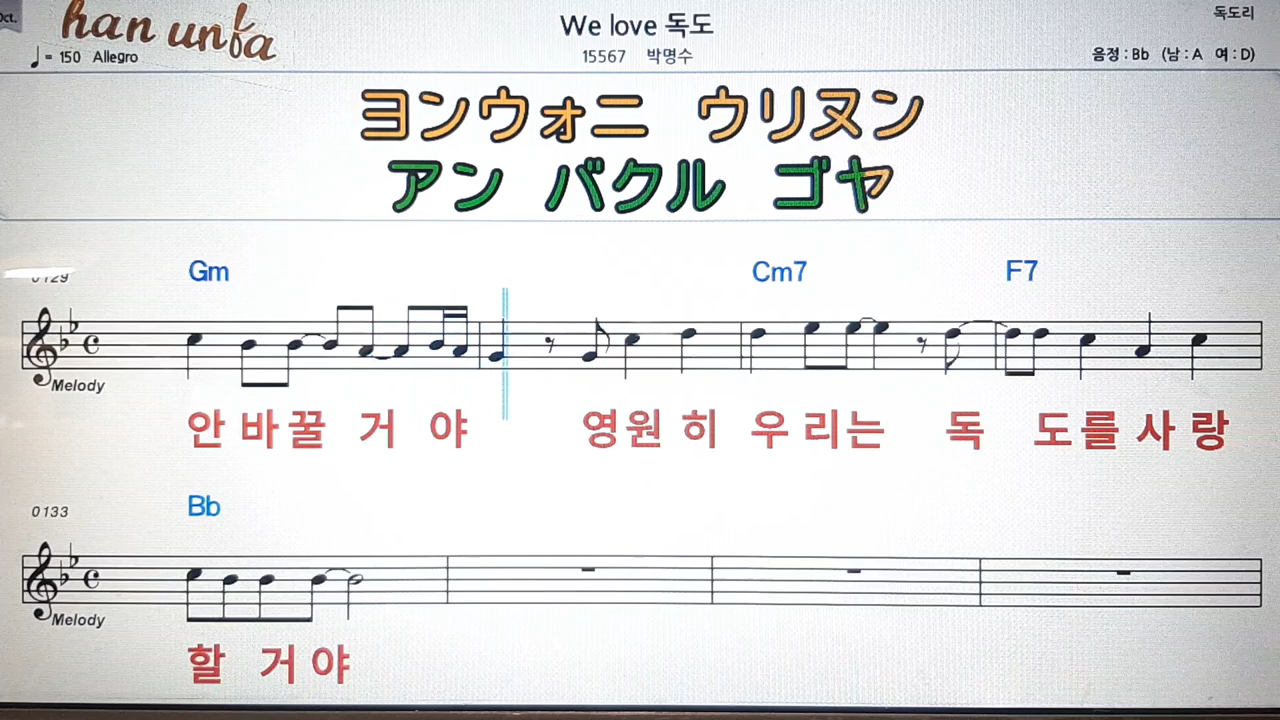 Oct.
han unfa
We love 독도
독도리
♩= 150 Allegro
15567 박명수
음정 : Bb (남 : A 여 : D)
ヨンウォニ ウリヌン
アン バクル ゴヤ
0129
Gm Cm7 F7
Melody
안 바 꿀 거 야 영 원 히 우 리 는 독 도 를 사 랑
0133
Bb
Melody
할 거 야